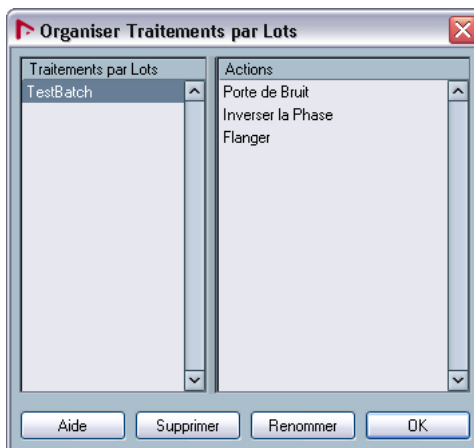 Organiser Traitements par Lots
Traitements par Lots
Actions
TestBatch
Porte de Bruit
Inverser la Phase
Flanger
Aide
Supprimer
Renommer
OK